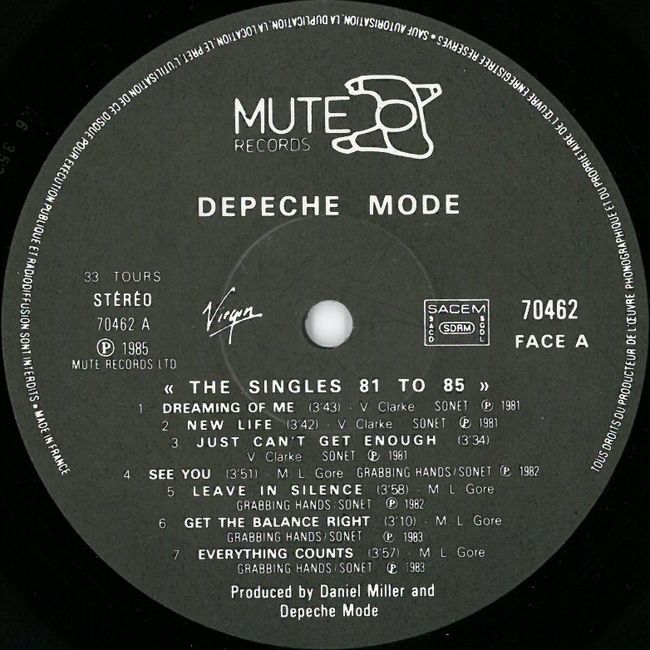 SAUF AUTORISATION, LA DUPLICATION, LA LOCATION, LE PRET, L'UTILISATION DE CE DISQUE POUR EXECUTION PUBLIQUE ET RADIODIFFUSION SONT INTERDITS • MADE IN FRANCE
TOUS DROITS DU PRODUCTEUR DE L'ŒUVRE PHONOGRAPHIQUE ET DU PROPRIETAIRE DE L'ŒUVRE ENREGISTREE RESERVES •
MUTE
RECORDS
DEPECHE MODE
33 TOURS
STÉRÉO
70462 A
Ⓟ 1985
MUTE RECORDS LTD
Virgin
SACEM
SACD
SDRM
SGDL
70462
FACE A
« THE SINGLES 81 TO 85 »
1 DREAMING OF ME (3'43) - V Clarke SONET Ⓟ 1981
2 NEW LIFE (3'42) - V Clarke SONET Ⓟ 1981
3 JUST CAN'T GET ENOUGH (3'34)
V Clarke SONET Ⓟ 1981
4 SEE YOU (3'51) - M L Gore GRABBING HANDS/SONET Ⓟ 1982
5 LEAVE IN SILENCE (3'58) - M L Gore
GRABBING HANDS/SONET Ⓟ 1982
6 GET THE BALANCE RIGHT (3'10) - M L Gore
GRABBING HANDS/SONET Ⓟ 1983
7 EVERYTHING COUNTS (3'57) - M L Gore
GRABBING HANDS/SONET Ⓟ 1983
Produced by Daniel Miller and
Depeche Mode